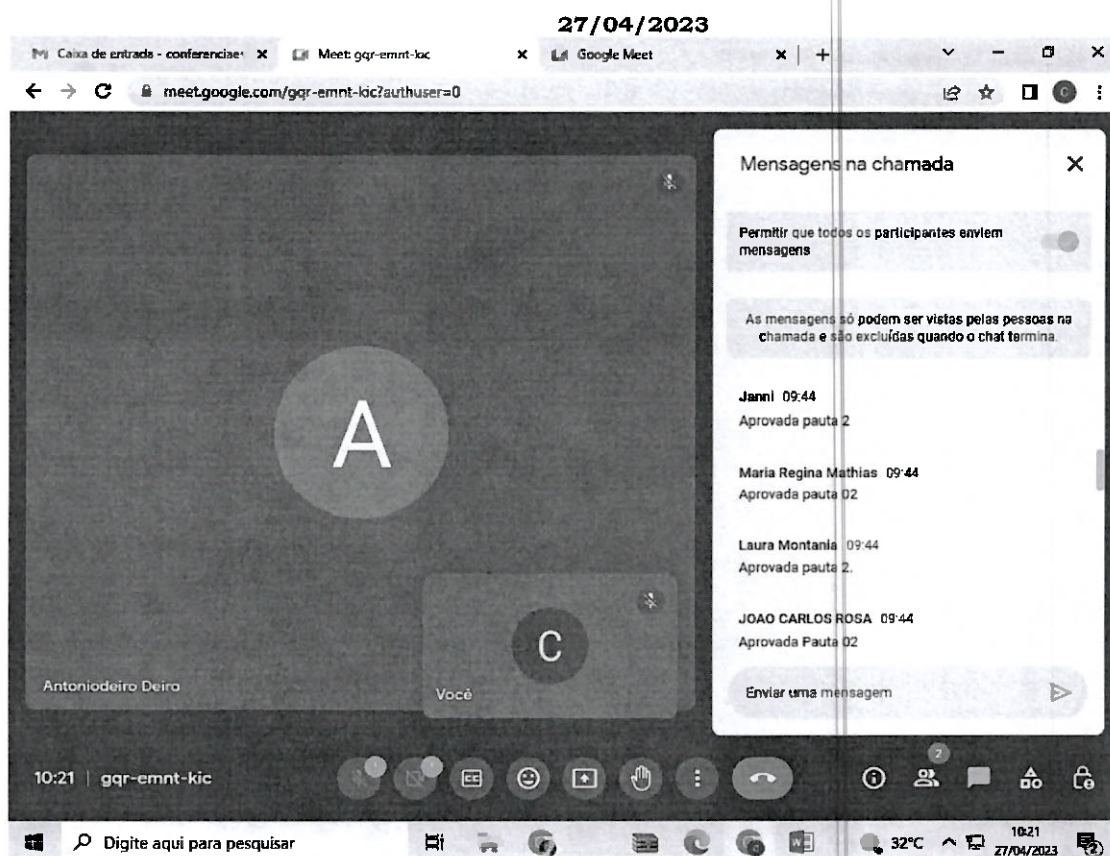 27/04/2023
Caixa de entrada - conferenciae
Meet: gqr-emnt-kic
Google Meet
meet.google.com/gqr-emnt-kic?authuser=0
C
Mensagens na chamada
Permitir que todos os participantes enviem
mensagens
As mensagens só podem ser vistas pelas pessoas na
chamada e são excluídas quando o chat termina.
Janni 09:44
Aprovada pauta 2
Maria Regina Mathias 09:44
Aprovada pauta 02
Laura Montania 09:44
Aprovada pauta 2.
JOAO CARLOS ROSA 09:44
Aprovada Pauta 02
Enviar uma mensagem
A
Antoniodeiro Deiro
C
Você
10:21 | gqr-emnt-kic
CC
2
Digite aqui para pesquisar
32°C
10:21
27/04/2023